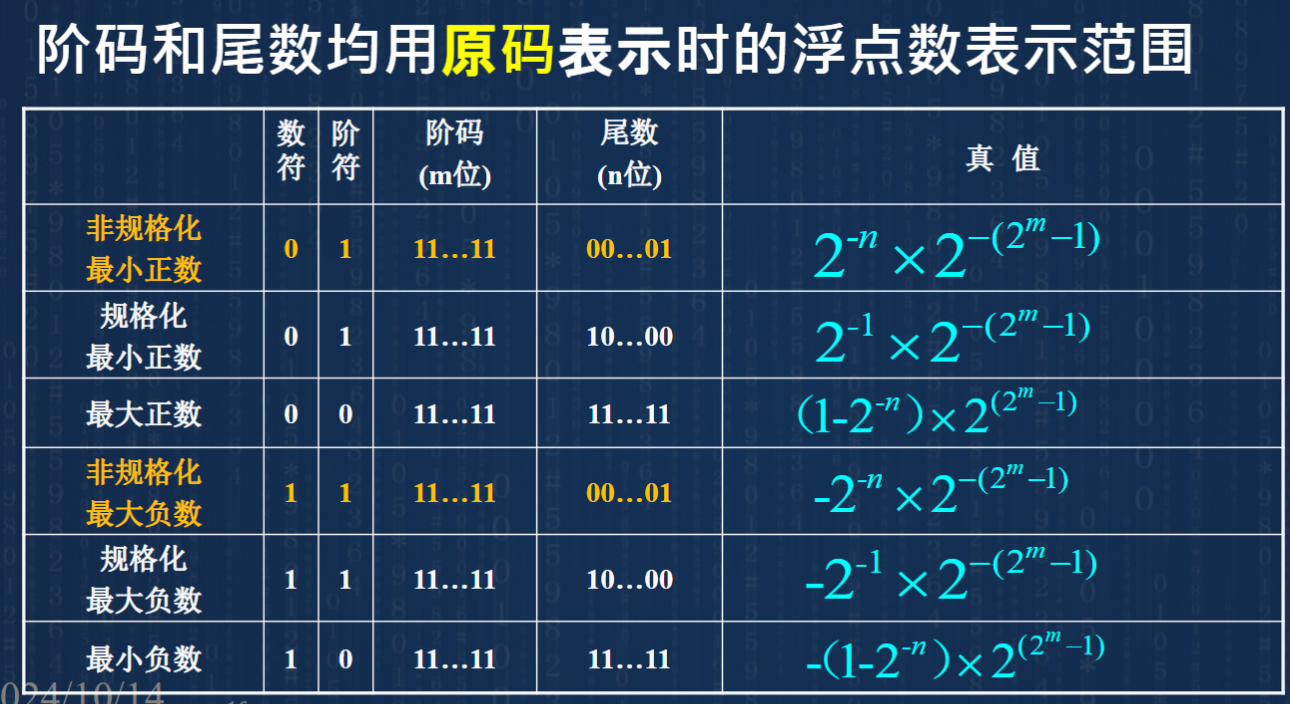 阶码和尾数均用原码表示时的浮点数表示范围
数符 阶符 阶码 (m位) 尾数 (n位) 真 值
非规格化 最小正数 0 1 11…11 00…01 2^{-n}×2^{−(2^m−1)}
规格化 最小正数 0 1 11…11 10…00 2^{-1}×2^{−(2^m−1)}
最大正数 0 0 11…11 11…11 (1-2^{-n})×2^{(2^m−1)}
非规格化 最大负数 1 1 11…11 00…01 -2^{-n}×2^{−(2^m−1)}
规格化 最大负数 1 1 11…11 10…00 -2^{-1}×2^{−(2^m−1)}
最小负数 1 0 11…11 11…11 -(1-2^{-n})×2^{(2^m−1)}
024/10/14